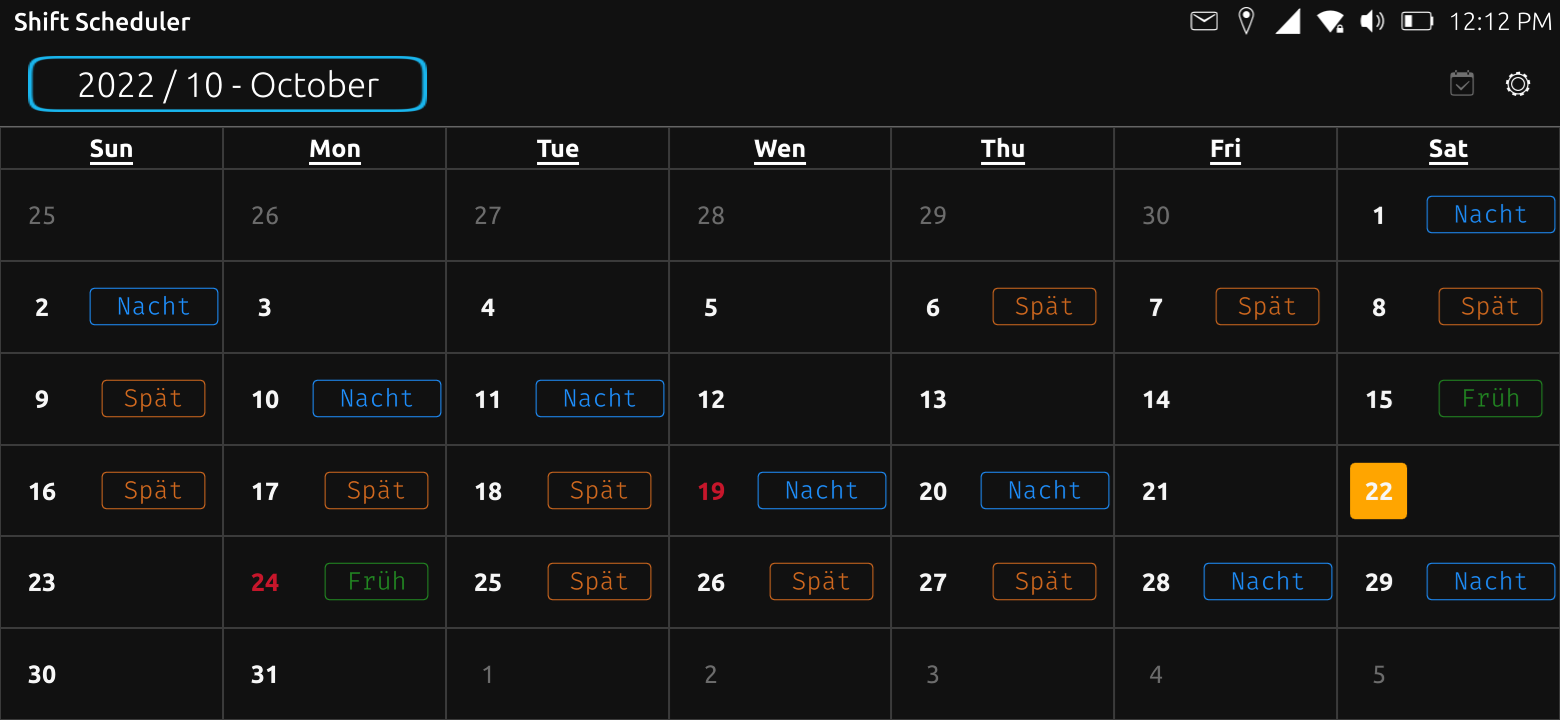 Shift Scheduler 12:12 PM
2022 / 10 - October
Sun Mon Tue Wen Thu Fri Sat
25 26 27 28 29 30 1 Nacht
2 Nacht 3 4 5 6 Spät 7 Spät 8 Spät
9 Spät 10 Nacht 11 Nacht 12 13 14 15 Früh
16 Spät 17 Spät 18 Spät 19 Nacht 20 Nacht 21 22
23 24 Früh 25 Spät 26 Spät 27 Spät 28 Nacht 29 Nacht
30 31 1 2 3 4 5